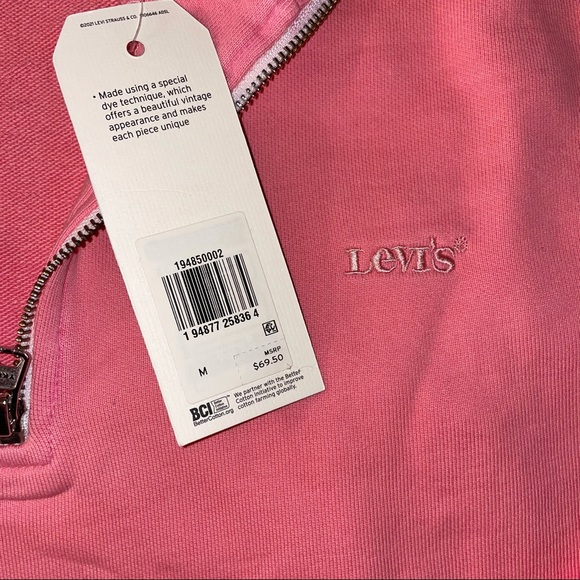 ©2021 LEVI STRAUSS & CO.
• Made using a special
dye technique, which
offers a beautiful vintage
appearance and makes
each piece unique
194850002
1 94877 25836 4
M
MSRP
$69.50
BCI
BetterCotton.org
We partner with the Better
Cotton initiative to improve
cotton farming globally.
LEVI'S